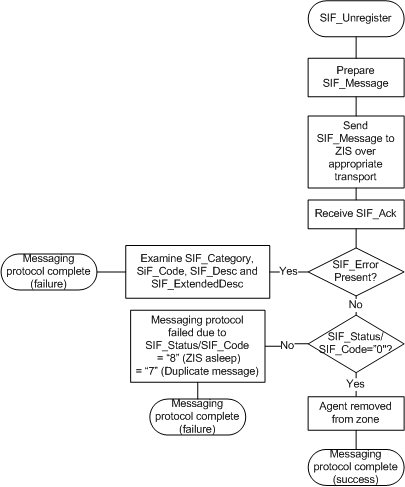 SIF_Unregister
Prepare
SIF_Message
Send
SIF_Message to
ZIS over
appropriate
transport
Receive SIF_Ack
SIF_Error
Present?
Yes
Examine SIF_Category,
SiF_Code, SIF_Desc and
SIF_ExtendedDesc
Messaging
protocol complete
(failure)
No
SIF_Status/
SIF_Code="0"?
No
Messaging protocol
failed due to
SIF_Status/SIF_Code
= "8" (ZIS asleep)
= "7" (Duplicate message)
Messaging
protocol complete
(failure)
Yes
Agent removed
from zone
Messaging
protocol complete
(success)